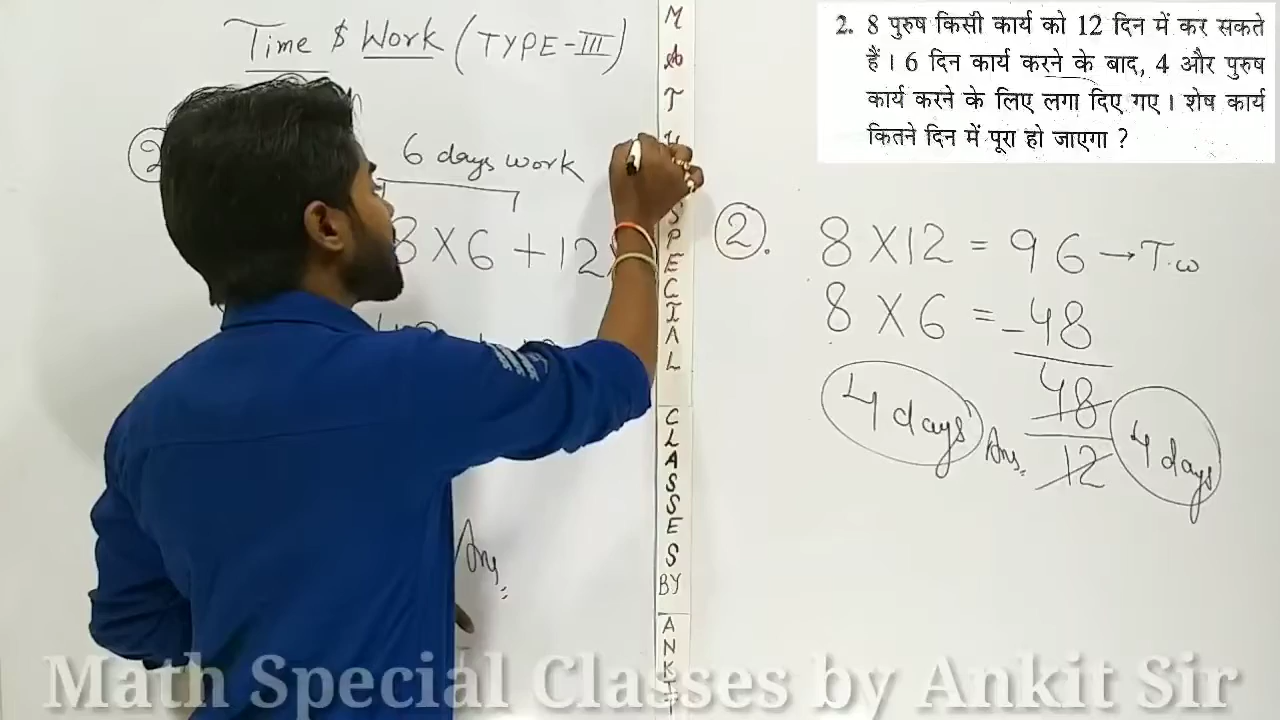 Time $ Work (TYPE-III)
6 days work
8 X 6 + 12
Ans.
MATHS SPECIAL CLASSES BY ANKIT
2. 8 पुरुष किसी कार्य को 12 दिन में कर सकते
हैं। 6 दिन कार्य करने के बाद, 4 और पुरुष
कार्य करने के लिए लगा दिए गए। शेष कार्य
कितने दिन में पूरा हो जाएगा ?
2.
8 X 12 = 96 → T.w
8 X 6 = - 48
48
12
4 days
4 days Ans.
Math Special Classes by Ankit Sir